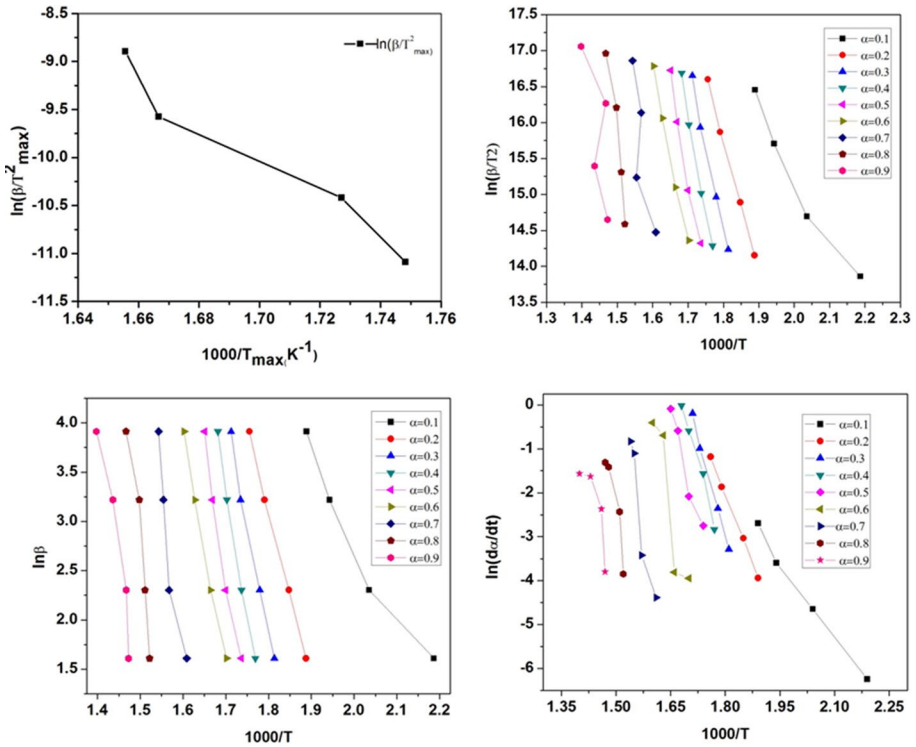 -8.5
-9.0
-9.5
-10.0
-10.5
-11.0
-11.5
ln(β/T²max)
ln(β/T²max)
1.64 1.66 1.68 1.70 1.72 1.74 1.76
1000/Tmax(K⁻¹)
17.5
17.0
16.5
16.0
15.5
15.0
14.5
14.0
13.5
ln(β/T2)
α=0.1
α=0.2
α=0.3
α=0.4
α=0.5
α=0.6
α=0.7
α=0.8
α=0.9
1.3 1.4 1.5 1.6 1.7 1.8 1.9 2.0 2.1 2.2 2.3
1000/T
4.0
3.5
3.0
2.5
2.0
1.5
lnβ
α=0.1
α=0.2
α=0.3
α=0.4
α=0.5
α=0.6
α=0.7
α=0.8
α=0.9
1.4 1.5 1.6 1.7 1.8 1.9 2.0 2.1 2.2
1000/T
0
-1
-2
-3
-4
-5
-6
ln(dα/dt)
α=0.1
α=0.2
α=0.3
α=0.4
α=0.5
α=0.6
α=0.7
α=0.8
α=0.9
1.35 1.50 1.65 1.80 1.95 2.10 2.25
1000/T